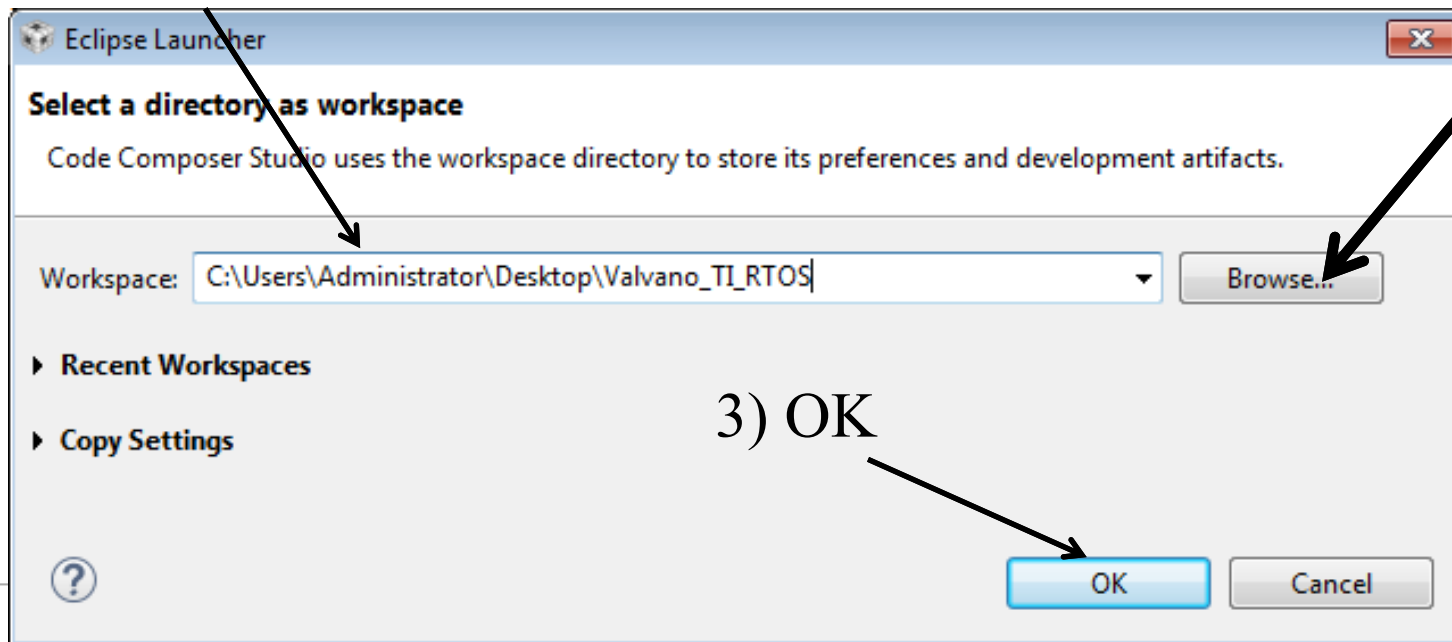 Eclipse Launcher
Select a directory as workspace
Code Composer Studio uses the workspace directory to store its preferences and development artifacts.
Workspace: C:\Users\Administrator\Desktop\Valvano_TI_RTOS Browse...
Recent Workspaces
3) OK
Copy Settings
? OK Cancel